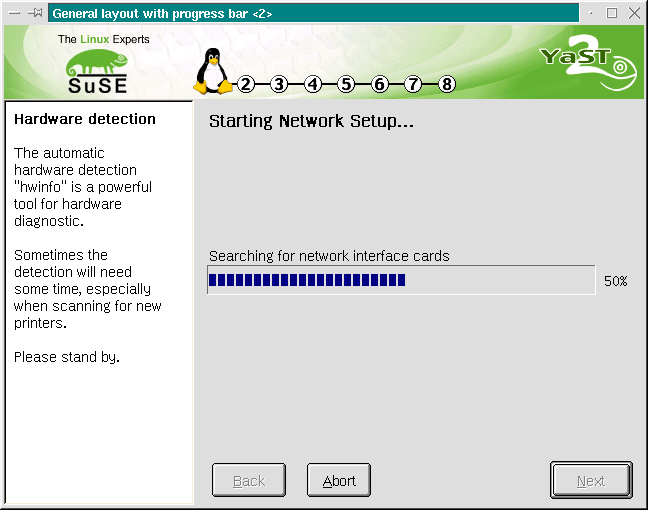 General layout with progress bar <2>
The Linux Experts
SuSE
2 3 4 5 6 7 8
YaST
2
Hardware detection
The automatic
hardware detection
"hwinfo" is a powerful
tool for hardware
diagnostic.
Sometimes the
detection will need
some time, especially
when scanning for new
printers.
Please stand by.
Starting Network Setup...
Searching for network interface cards
50%
Back
Abort
Next